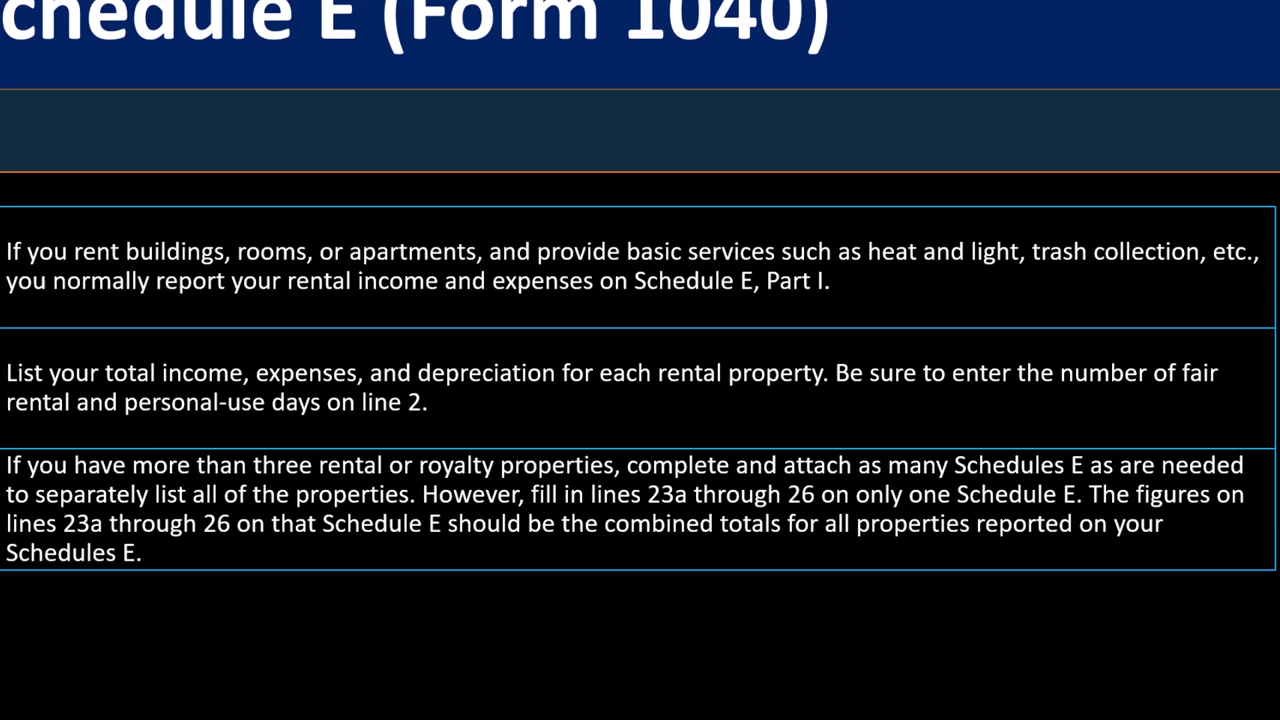 chedule E (Form 1040)
If you rent buildings, rooms, or apartments, and provide basic services such as heat and light, trash collection, etc.,
you normally report your rental income and expenses on Schedule E, Part I.
List your total income, expenses, and depreciation for each rental property. Be sure to enter the number of fair
rental and personal-use days on line 2.
If you have more than three rental or royalty properties, complete and attach as many Schedules E as are needed
to separately list all of the properties. However, fill in lines 23a through 26 on only one Schedule E. The figures on
lines 23a through 26 on that Schedule E should be the combined totals for all properties reported on your
Schedules E.